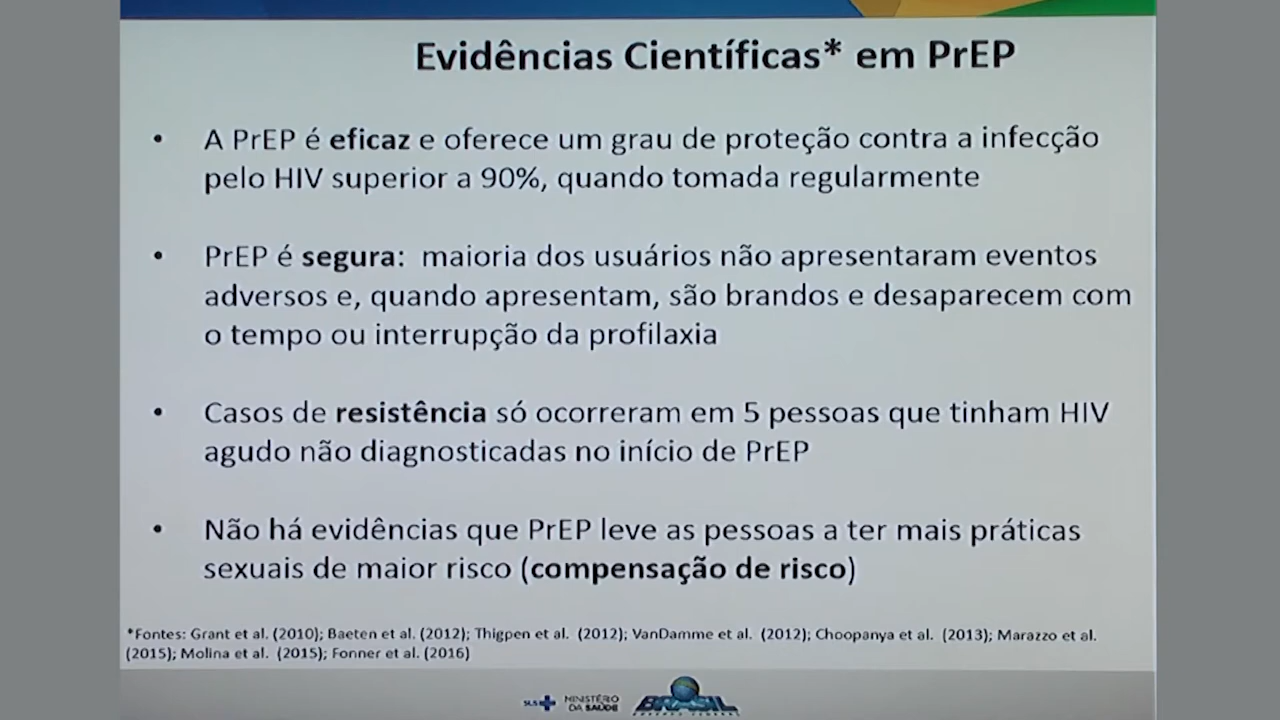 Evidências Científicas* em PrEP
• A PrEP é eficaz e oferece um grau de proteção contra a infecção
pelo HIV superior a 90%, quando tomada regularmente
• PrEP é segura: maioria dos usuários não apresentaram eventos
adversos e, quando apresentam, são brandos e desaparecem com
o tempo ou interrupção da profilaxia
• Casos de resistência só ocorreram em 5 pessoas que tinham HIV
agudo não diagnosticadas no início de PrEP
• Não há evidências que PrEP leve as pessoas a ter mais práticas
sexuais de maior risco (compensação de risco)
*Fontes: Grant et al. (2010); Baeten et al. (2012); Thigpen et al. (2012); VanDamme et al. (2012); Choopanya et al. (2013); Marazzo et al.
(2015); Molina et al. (2015); Fonner et al. (2016)
SUS
MINISTÉRIO
DA SAÚDE
BRASIL
GOVERNO FEDERAL